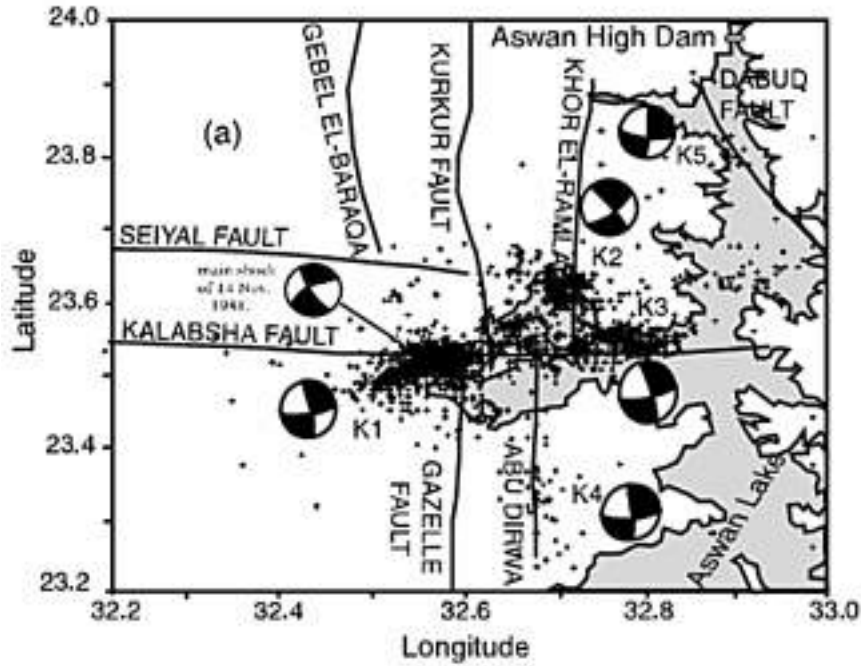 24.0
23.8
23.6
23.4
23.2
32.2
32.4
32.6
32.8
33.0
Latitude
Longitude
(a)
GEBEL EL-BARAQA
KURKUR FAULT
KHOR EL-RAMLA
Aswan High Dam
DABUD
FAULT
K5
SEIYAL FAULT
main shock
of 14 Nov.
1981.
K2
K3
KALABSHA FAULT
K1
GAZELLE
FAULT
ABU DIRWA
K4
Aswan Lake